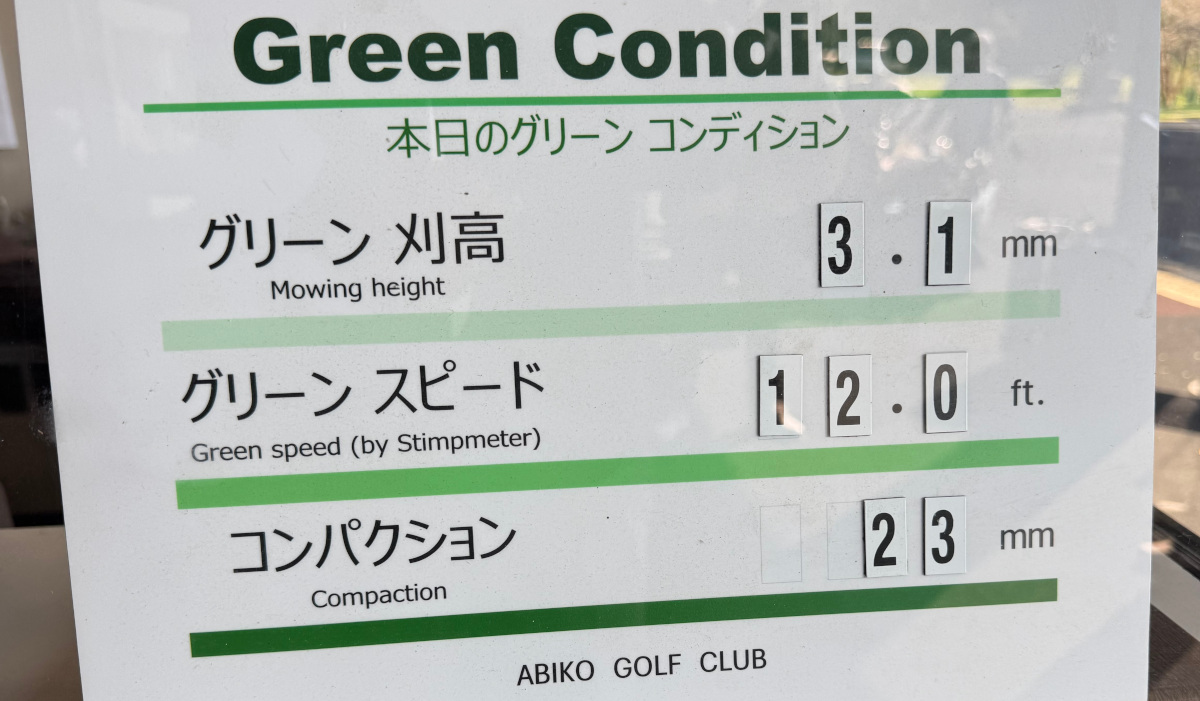 Green Condition
本日のグリーン コンディション
グリーン 刈高 3.1 mm
Mowing height
グリーン スピード 12.0 ft.
Green speed (by Stimpmeter)
コンパクション 23 mm
Compaction
ABIKO GOLF CLUB